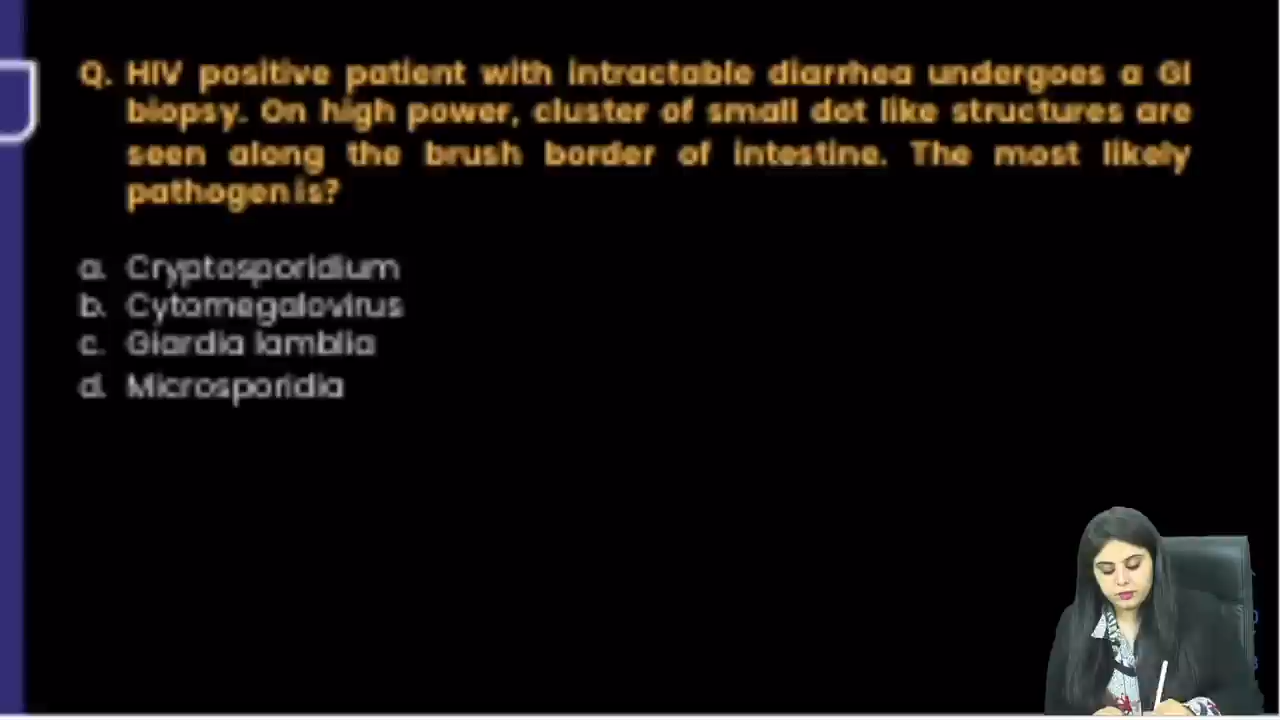 Q. HIV positive patient with intractable diarrhea undergoes a GI
biopsy. On high power, cluster of small dot like structures are
seen along the brush border of intestine. The most likely
pathogen is?
a. Cryptosporidium
b. Cytomegalovirus
c. Giardia lamblia
d. Microsporidia